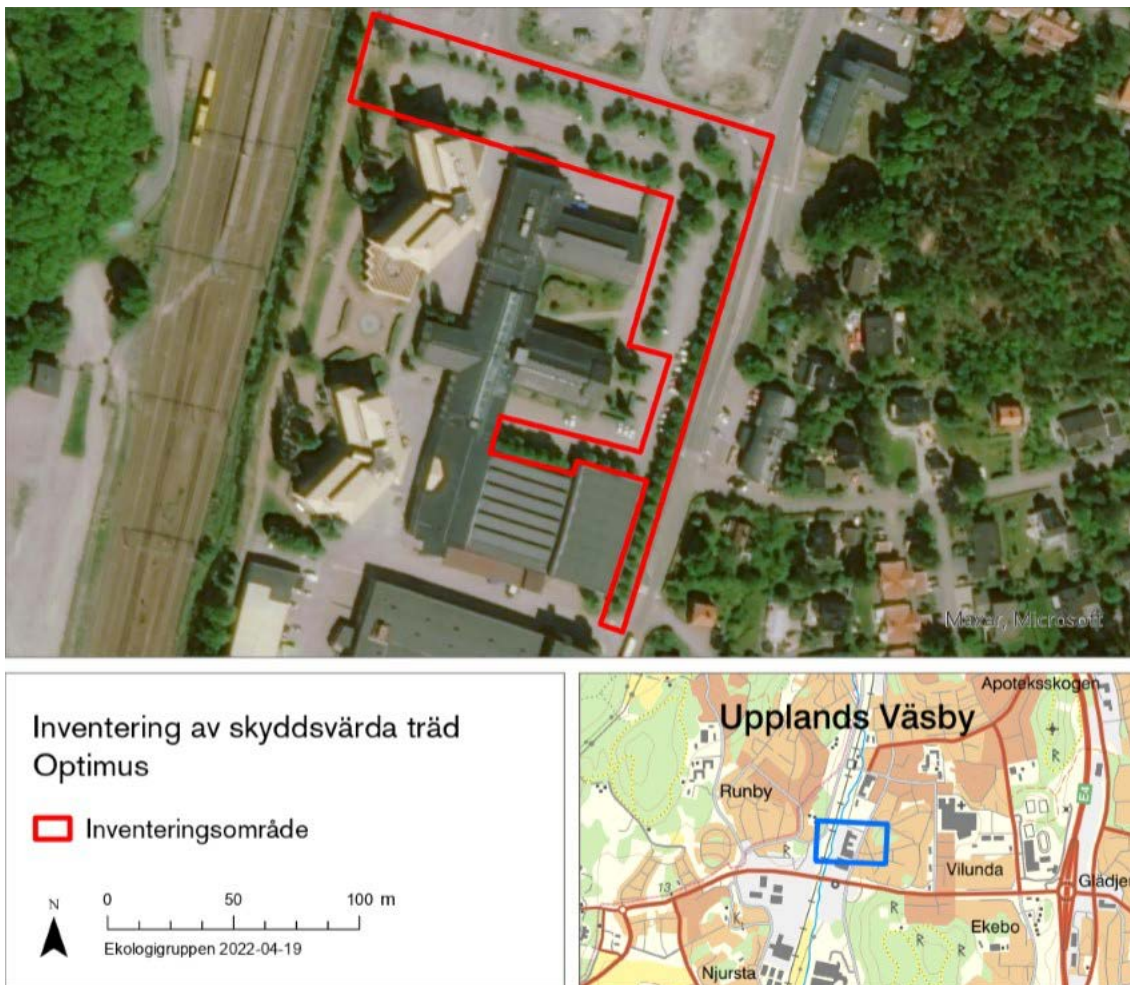 Maxar, Microsoft
Inventering av skyddsvärda träd
Optimus
Inventeringsområde
N
0 50 100 m
Ekologigruppen 2022-04-19
Apoteksskogen
Upplands Väsby
Runby
E4
Vilunda
Glädjen
13
Ekebo
Njursta
R
R
R
R
R
R
K